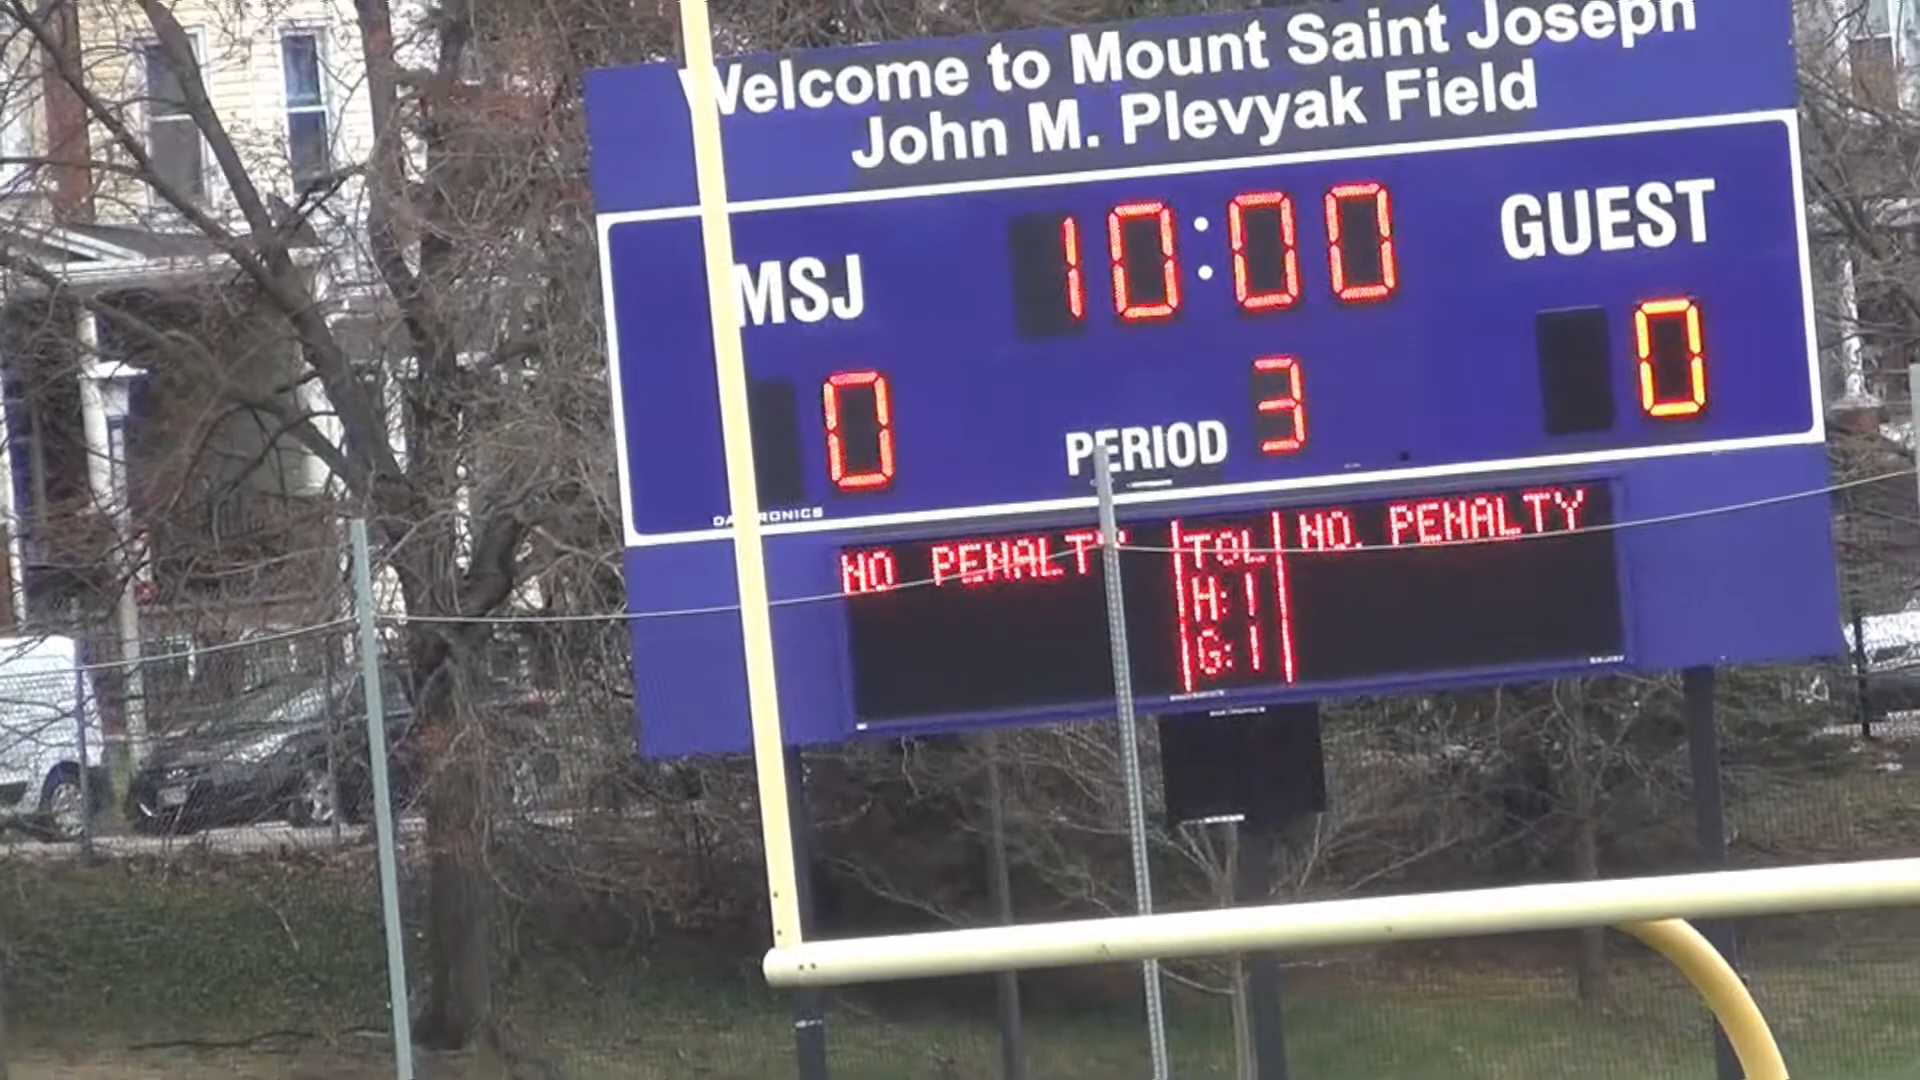 Welcome to Mount Saint Joseph
John M. Plevyak Field
MSJ
10:00
GUEST
0
PERIOD 3
0
NO PENALTY
TOL
H:1
G:1
NO. PENALTY